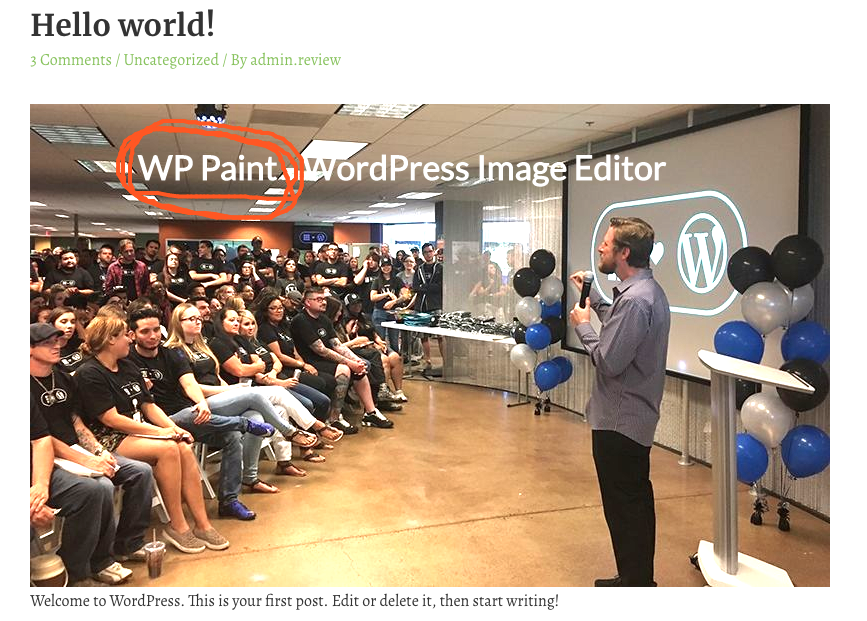 Hello world!
3 Comments / Uncategorized / By admin.review
WP Paint - WordPress Image Editor
W
Welcome to WordPress. This is your first post. Edit or delete it, then start writing!